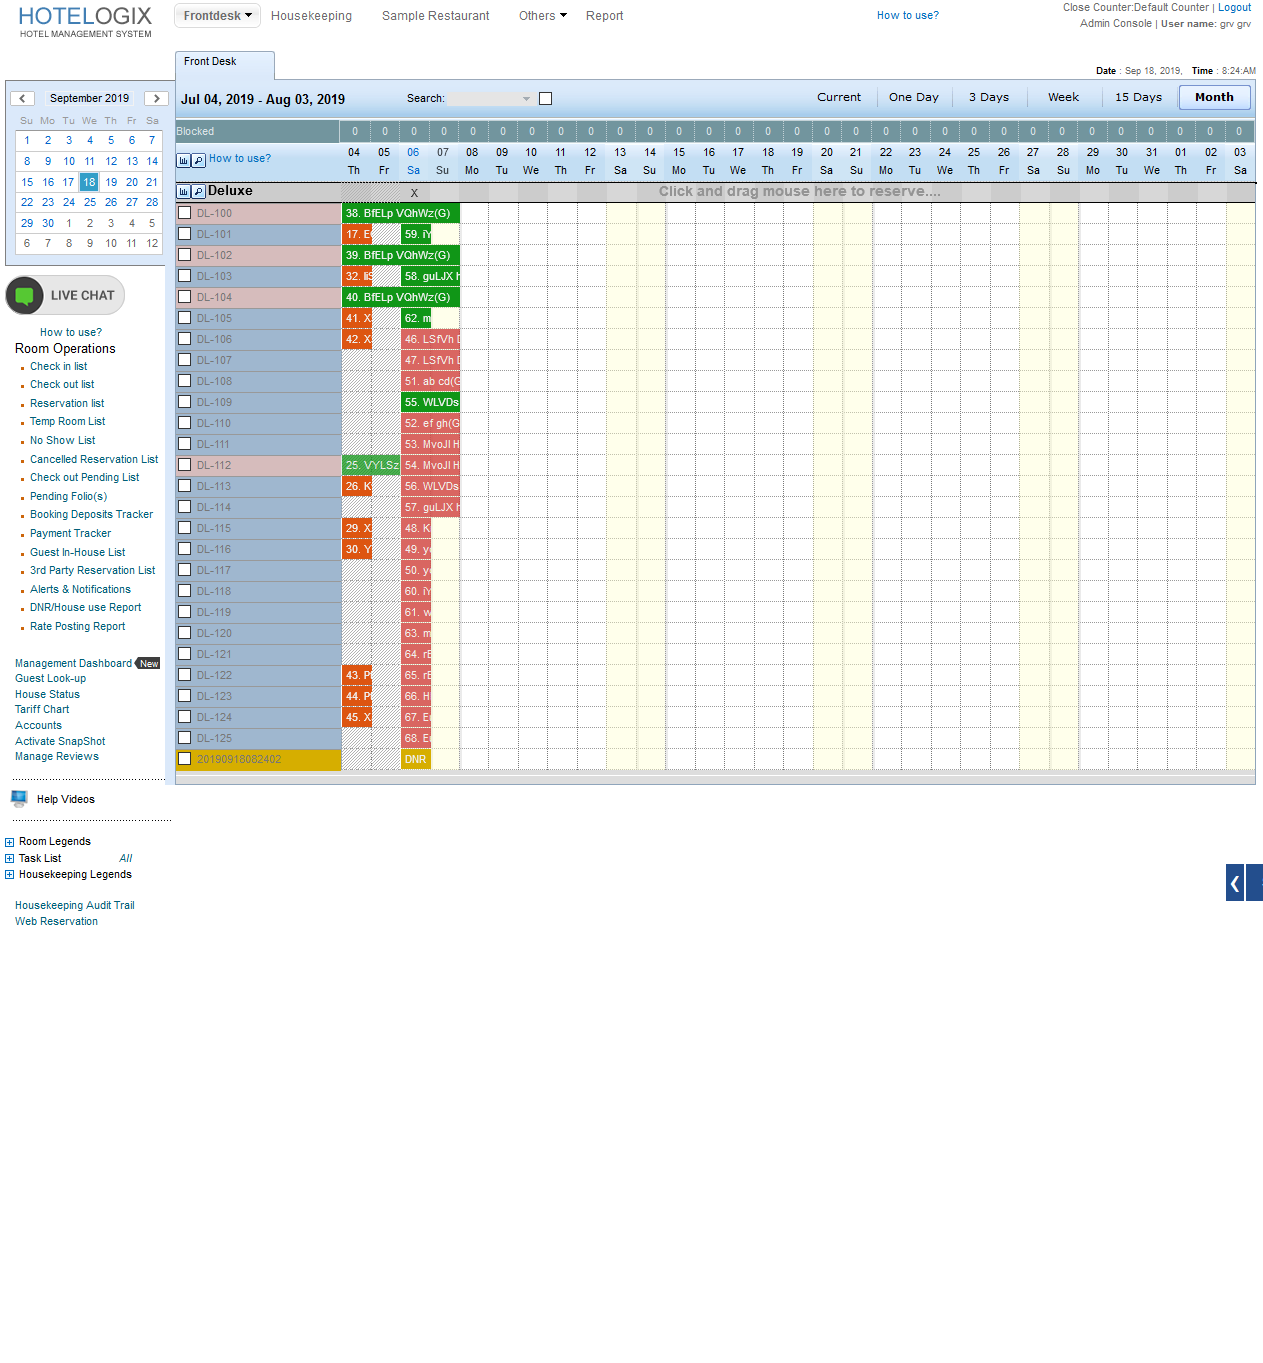 HOTELOGIX
HOTEL MANAGEMENT SYSTEM
Frontdesk Housekeeping Sample Restaurant Others Report
How to use?
Close Counter:Default Counter | Logout
Admin Console | User name: grv grv
Front Desk
Date : Sep 18, 2019, Time : 8:24:AM
September 2019
Su Mo Tu We Th Fr Sa
1 2 3 4 5 6 7
8 9 10 11 12 13 14
15 16 17 18 19 20 21
22 23 24 25 26 27 28
29 30 1 2 3 4 5
6 7 8 9 10 11 12
LIVE CHAT
How to use?
Room Operations
Check in list
Check out list
Reservation list
Temp Room List
No Show List
Cancelled Reservation List
Check out Pending List
Pending Folio(s)
Booking Deposits Tracker
Payment Tracker
Guest In-House List
3rd Party Reservation List
Alerts & Notifications
DNR/House use Report
Rate Posting Report
Management Dashboard New
Guest Look-up
House Status
Tariff Chart
Accounts
Activate SnapShot
Manage Reviews
Help Videos
Room Legends
Task List All
Housekeeping Legends
Housekeeping Audit Trail
Web Reservation
Jul 04, 2019 - Aug 03, 2019 Search: Current One Day 3 Days Week 15 Days Month
Blocked 0 0 0 0 0 0 0 0 0 0 0 0 0 0 0 0 0 0 0 0 0 0 0 0 0 0 0 0 0 0 0
How to use? 04 05 06 07 08 09 10 11 12 13 14 15 16 17 18 19 20 21 22 23 24 25 26 27 28 29 30 31 01 02 03
Th Fr Sa Su Mo Tu We Th Fr Sa Su Mo Tu We Th Fr Sa Su Mo Tu We Th Fr Sa Su Mo Tu We Th Fr Sa
Deluxe X Click and drag mouse here to reserve....
DL-100 38. BfELp VQhWz(G)
DL-101 17. 59. iY
DL-102 39. BfELp VQhWz(G)
DL-103 32. 58. guLJX
DL-104 40. BfELp VQhWz(G)
DL-105 41. X 62. m
DL-106 42. X 46. LSfVh
DL-107 47. LSfVh
DL-108 51. ab cd(G
DL-109 55. WLVDs
DL-110 52. ef gh(G
DL-111 53. MvoJl
DL-112 25. VYLSz 54. MvoJl
DL-113 26. K 56. WLVDs
DL-114 57. guLJX
DL-115 29. X 48. K
DL-116 30. Y 49.
DL-117 50.
DL-118 60. iY
DL-119 61. w
DL-120 63. m
DL-121 64.
DL-122 43. 65.
DL-123 44. 66. H
DL-124 45. X 67.
DL-125 68.
20190918082402 DNR